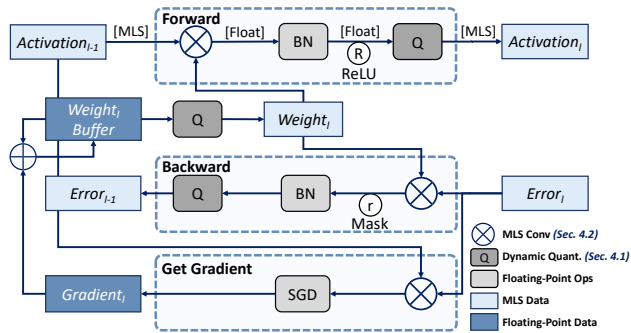 Forward
Activation_{l-1}
[MLS]
[Float]
BN
[Float]
R
ReLU
Q
[MLS]
Activation_l
Weight_l
Buffer
Q
Weight_l
Backward
Error_{l-1}
Q
BN
r
Mask
Error_l
Get Gradient
Gradient_l
SGD
MLS Conv (Sec. 4.2)
Q Dynamic Quant. (Sec. 4.1)
Floating-Point Ops
MLS Data
Floating-Point Data